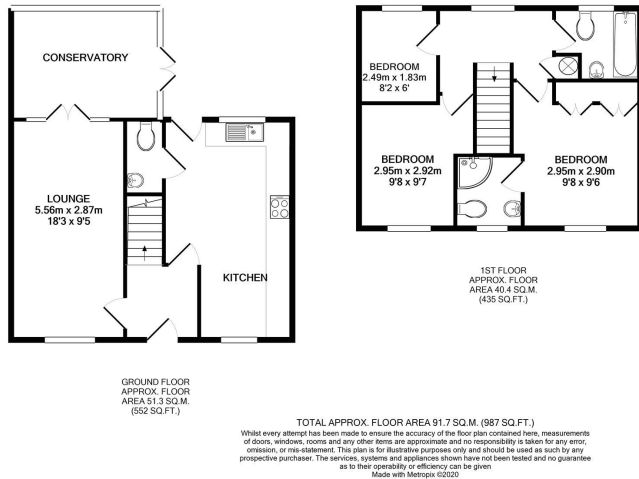 CONSERVATORY
LOUNGE
5.56m x 2.87m
18'3 x 9'5
KITCHEN
GROUND FLOOR
APPROX. FLOOR
AREA 51.3 SQ.M.
(552 SQ.FT.)
BEDROOM
2.49m x 1.83m
8'2 x 6'
BEDROOM
2.95m x 2.92m
9'8 x 9'7
BEDROOM
2.95m x 2.90m
9'8 x 9'6
1ST FLOOR
APPROX. FLOOR
AREA 40.4 SQ.M.
(435 SQ.FT.)
TOTAL APPROX. FLOOR AREA 91.7 SQ.M. (987 SQ.FT.)
Whilst every attempt has been made to ensure the accuracy of the floor plan contained here, measurements
of doors, windows, rooms and any other items are approximate and no responsibility is taken for any error,
omission, or mis-statement. This plan is for illustrative purposes only and should be used as such by any
prospective purchaser. The services, systems and appliances shown have not been tested and no guarantee
as to their operability or efficiency can be given
Made with Metropix ©2020